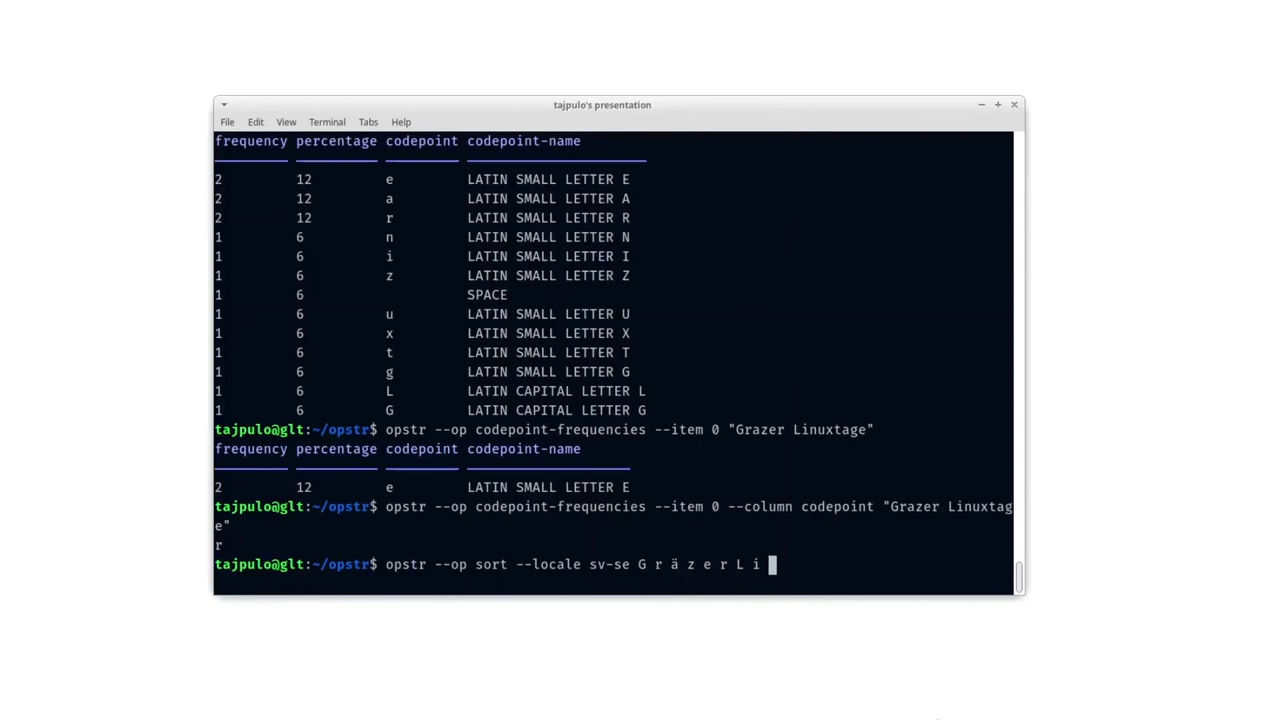 tajpulo's presentation
File Edit View Terminal Tabs Help
frequency percentage codepoint codepoint-name
2 12 e LATIN SMALL LETTER E
2 12 a LATIN SMALL LETTER A
2 12 r LATIN SMALL LETTER R
1 6 n LATIN SMALL LETTER N
1 6 i LATIN SMALL LETTER I
1 6 z LATIN SMALL LETTER Z
1 6 SPACE
1 6 u LATIN SMALL LETTER U
1 6 x LATIN SMALL LETTER X
1 6 t LATIN SMALL LETTER T
1 6 g LATIN SMALL LETTER G
1 6 L LATIN CAPITAL LETTER L
1 6 G LATIN CAPITAL LETTER G
tajpulo@glt:~/opstr$ opstr --op codepoint-frequencies --item 0 "Grazer Linuxtage"
frequency percentage codepoint codepoint-name
2 12 e LATIN SMALL LETTER E
tajpulo@glt:~/opstr$ opstr --op codepoint-frequencies --item 0 --column codepoint "Grazer Linuxtag
e"
r
tajpulo@glt:~/opstr$ opstr --op sort --locale sv-se G r ä z e r L i